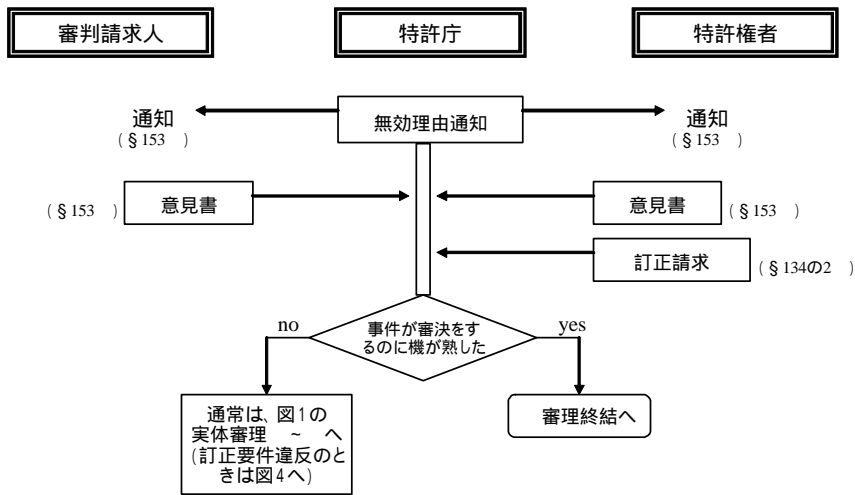 審判請求人
特許庁
特許権者
通知
(§153 )
無効理由通知
通知
(§153 )
(§153 )
意見書
意見書
(§153 )
訂正請求
(§134の2 )
事件が審決をす
るのに機が熟した
no
yes
通常は、図1の
実体審理 ~ へ
(訂正要件違反のと
きは図4へ)
審理終結へ